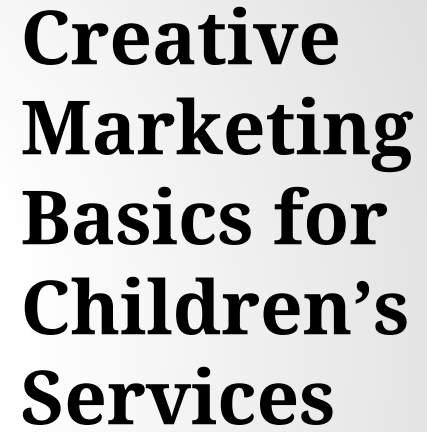 Creative
Marketing
Basics for
Children’s
Services